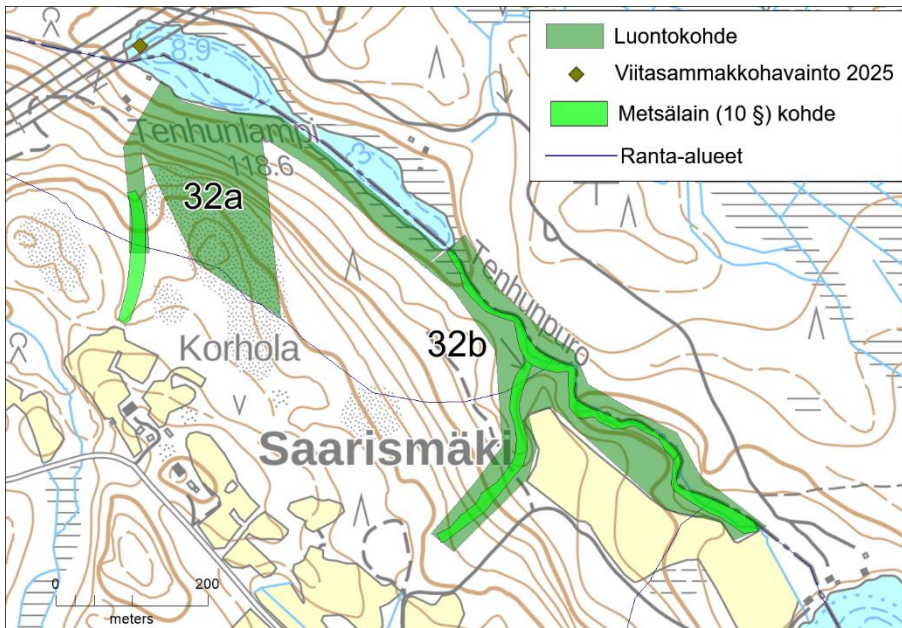 Luontokohde
Viitasammakkohavainto 2025
Metsälain (10 §) kohde
Ranta-alueet
8.9
Tenhunlampi
118.6
3
32a
Tenhunpuro
32b
Korhola
Saarismäki
0
200
meters